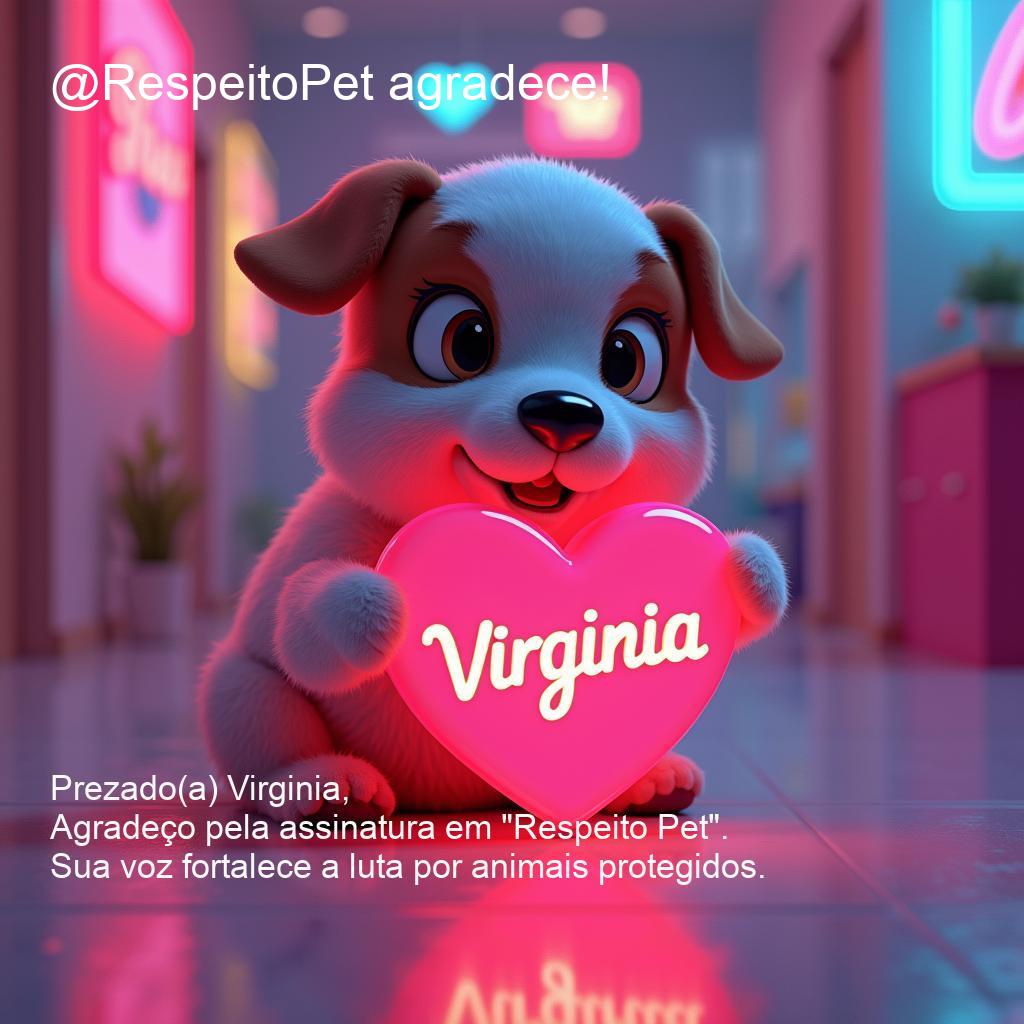 @RespeitoPet agradece!
Virginia
Prezado(a) Virginia,
Agradeço pela assinatura em "Respeito Pet".
Sua voz fortalece a luta por animais protegidos.